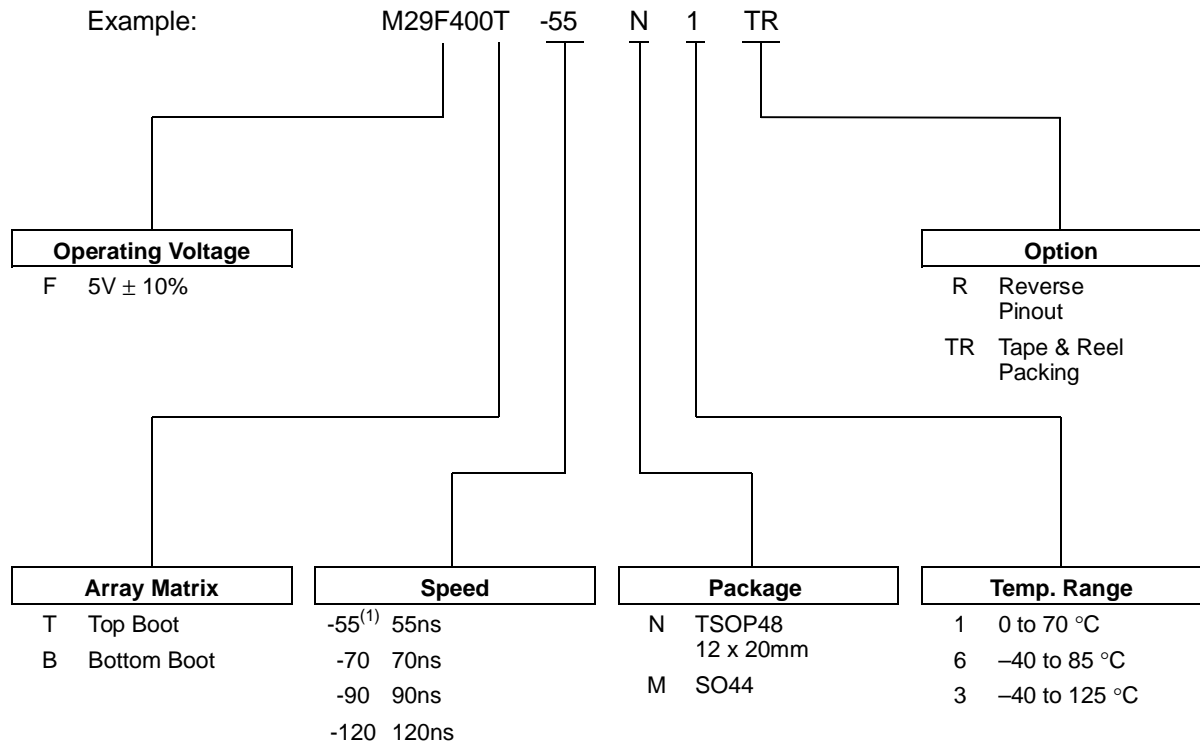 Example: M29F400T -55 N 1 TR
Operating Voltage
F 5V ± 10%
Option
R Reverse
Pinout
TR Tape & Reel
Packing
Array Matrix
T Top Boot
B Bottom Boot
Speed
-55(1) 55ns
-70 70ns
-90 90ns
-120 120ns
Package
N TSOP48
12 x 20mm
M SO44
Temp. Range
1 0 to 70 °C
6 –40 to 85 °C
3 –40 to 125 °C